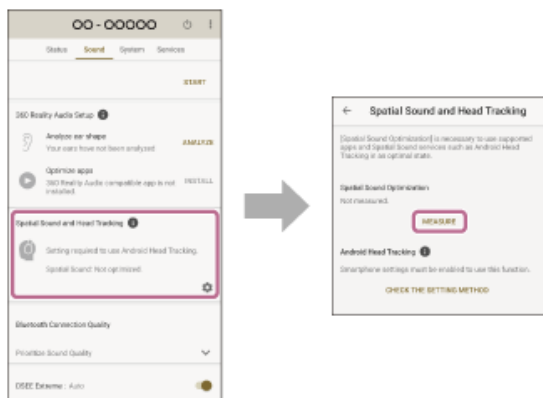 OO-OOOOO
Status Sound System Services
START
360 Reality Audio Setup
Analyze ear shape
Your ears have not been analyzed
ANALYZE
Optimize apps
360 Reality Audio compatible app is not installed.
INSTALL
Spatial Sound and Head Tracking
Setting required to use Android Head Tracking.
Spatial Sound: Not optimized.
Bluetooth Connection Quality
Prioritize Sound Quality
DSEE Extreme : Auto
Spatial Sound and Head Tracking
[Spatial Sound Optimization] is necessary to use supported
apps and Spatial Sound services such as Android Head
Tracking in an optimal state.
Spatial Sound Optimization
Not measured.
MEASURE
Android Head Tracking
Smartphone settings must be enabled to use this function.
CHECK THE SETTING METHOD